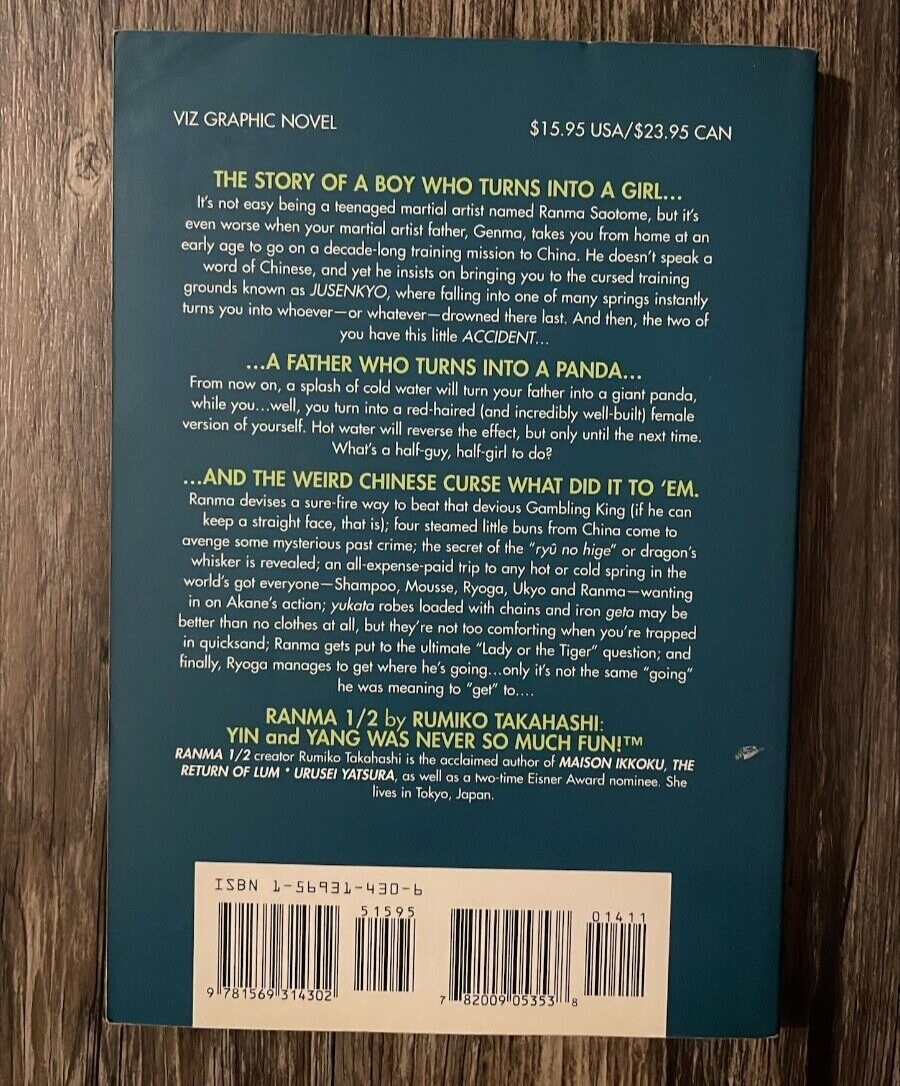 VIZ GRAPHIC NOVEL
$15.95 USA/$23.95 CAN
THE STORY OF A BOY WHO TURNS INTO A GIRL...
It's not easy being a teenaged martial artist named Ranma Saotome, but it's
even worse when your martial artist father, Genma, takes you from home at an
early age to go on a decade-long training mission to China. He doesn't speak a
word of Chinese, and yet he insists on bringing you to the cursed training
grounds known as JUSENKYO, where falling into one of many springs instantly
turns you into whoever—or whatever—drowned there last. And then, the two of
you have this little ACCIDENT...
...A FATHER WHO TURNS INTO A PANDA...
From now on, a splash of cold water will turn your father into a giant panda,
while you...well, you turn into a red-haired (and incredibly well-built) female
version of yourself. Hot water will reverse the effect, but only until the next time.
What's a half-guy, half-girl to do?
...AND THE WEIRD CHINESE CURSE WHAT DID IT TO 'EM.
Ranma devises a sure-fire way to beat that devious Gambling King (if he can
keep a straight face, that is); four steamed little buns from China come to
avenge some mysterious past crime; the secret of the "ryû no hige" or dragon's
whisker is revealed; an all-expense-paid trip to any hot or cold spring in the
world's got everyone—Shampoo, Mousse, Ryoga, Ukyo and Ranma—wanting
in on Akane's action; yukata robes loaded with chains and iron geta may be
better than no clothes at all, but they're not too comforting when you're trapped
in quicksand; Ranma gets put to the ultimate "Lady or the Tiger" question; and
finally, Ryoga manages to get where he's going...only it's not the same "going"
he was meaning to "get" to....
RANMA 1/2 by RUMIKO TAKAHASHI:
YIN and YANG WAS NEVER SO MUCH FUN!™
RANMA 1/2 creator Rumiko Takahashi is the acclaimed author of MAISON IKKOKU, THE
RETURN OF LUM * URUSEI YATSURA, as well as a two-time Eisner Award nominee. She
lives in Tokyo, Japan.
ISBN 1-56931-430-6
51595
01411
9 781569 314302
7 82009 05353 8